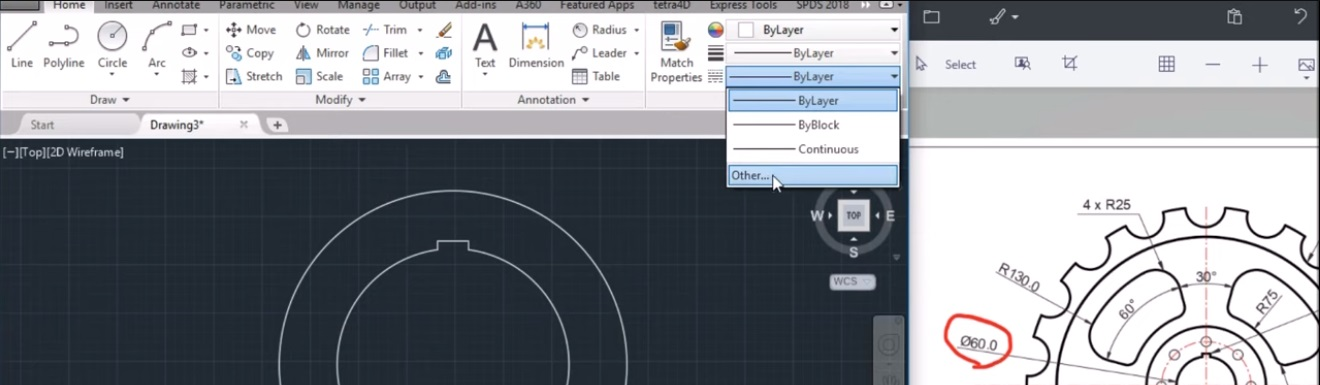 Home Insert Annotate Parametric View Manage Output Add-ins A360 Featured Apps tetra4D Express Tools SPDS 2018
Move Rotate Trim Radius ByLayer
Copy Mirror Fillet Leader ByLayer
Line Polyline Circle Arc Text Dimension Match Properties
Stretch Scale Array Table ByLayer
Draw Modify Annotation
ByLayer
ByBlock
Continuous
Other...
Start Drawing3*
[−][Top][2D Wireframe]
W TOP E
S
WCS
Select
4 x R25
R130.0
30°
60°
R75
Ø60.0